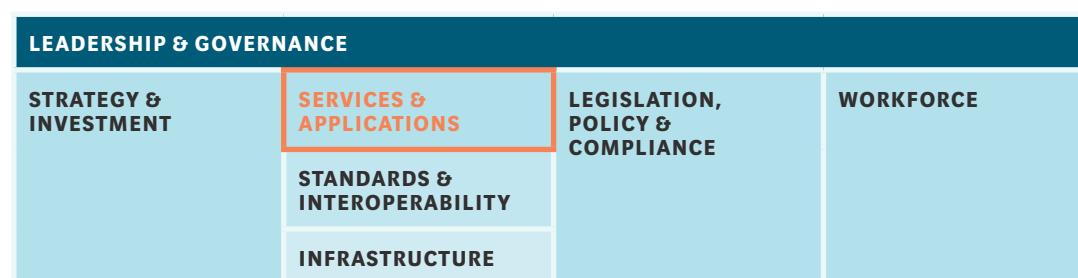 LEADERSHIP & GOVERNANCE
STRATEGY &
INVESTMENT
SERVICES &
APPLICATIONS
STANDARDS &
INTEROPERABILITY
INFRASTRUCTURE
LEGISLATION,
POLICY &
COMPLIANCE
WORKFORCE